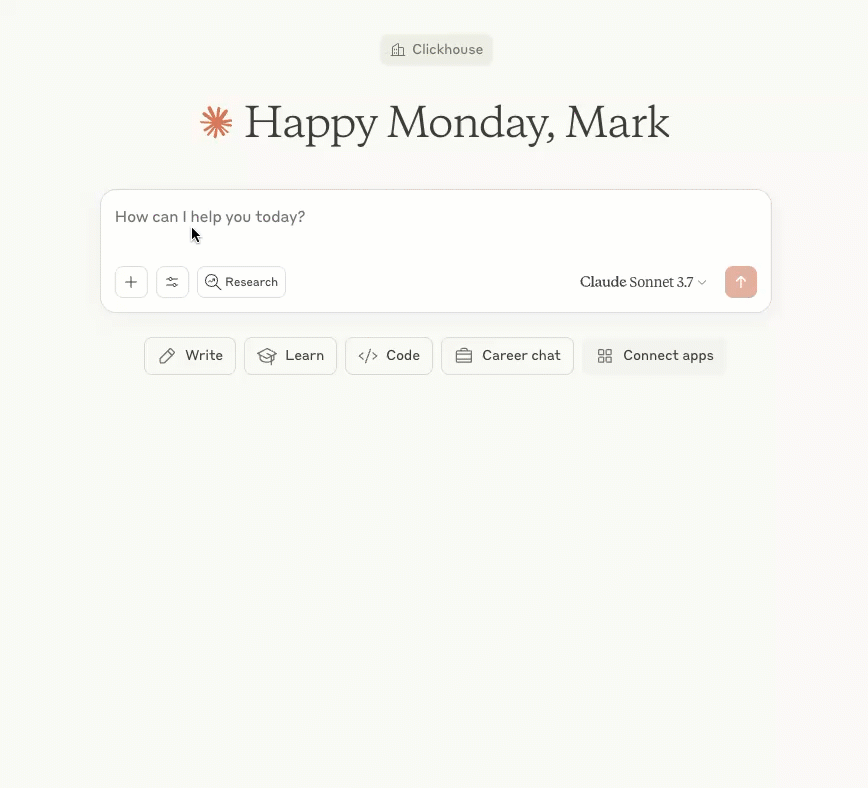 Clickhouse
Happy Monday, Mark
How can I help you today?
Research
Claude Sonnet 3.7
Write
Learn
Code
Career chat
Connect apps